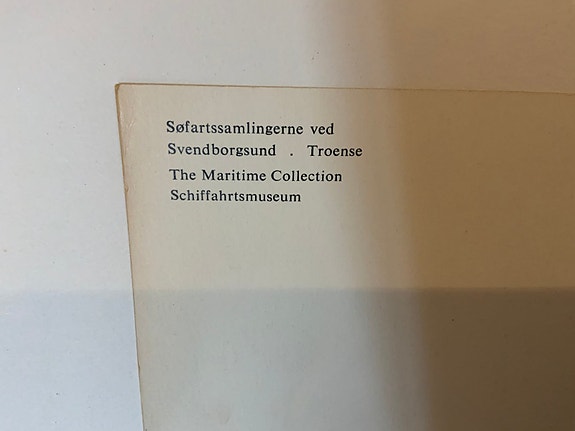 Søfartssamlingerne ved
Svendborgsund . Troense
The Maritime Collection
Schiffahrtsmuseum